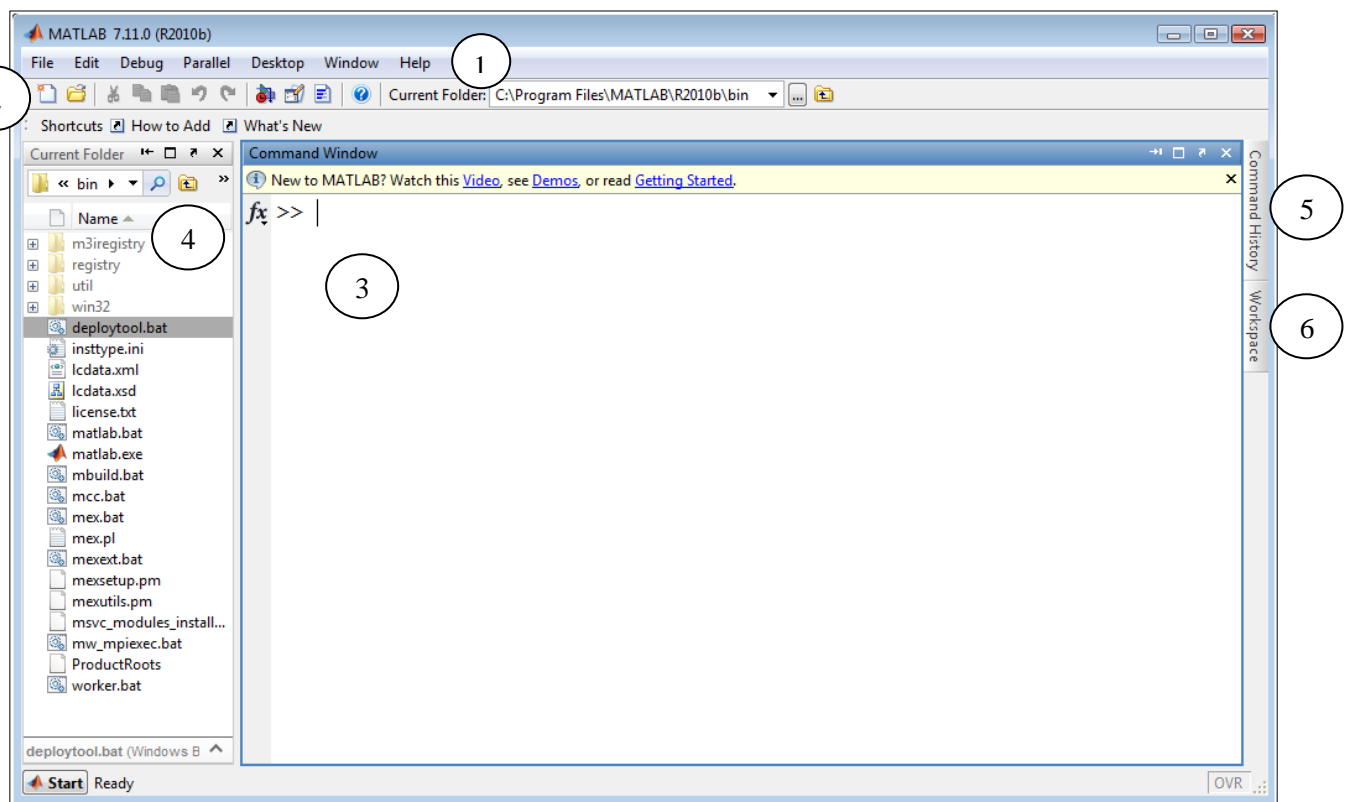 MATLAB 7.11.0 (R2010b)
File Edit Debug Parallel Desktop Window Help
1
Current Folder: C:\Program Files\MATLAB\R2010b\bin ...
Shortcuts How to Add What's New
Current Folder
Command Window
« bin »
New to MATLAB? Watch this Video, see Demos, or read Getting Started.
Name
fx >>
4
3
m3iregistry
registry
util
win32
deploytool.bat
insttype.ini
lcdata.xml
lcdata.xsd
license.txt
matlab.bat
matlab.exe
mbuild.bat
mcc.bat
mex.bat
mex.pl
mexext.bat
mexsetup.pm
mexutils.pm
msvc_modules_install...
mw_mpiexec.bat
ProductRoots
worker.bat
Command History
5
Workspace
6
deploytool.bat (Windows B
Start Ready
OVR